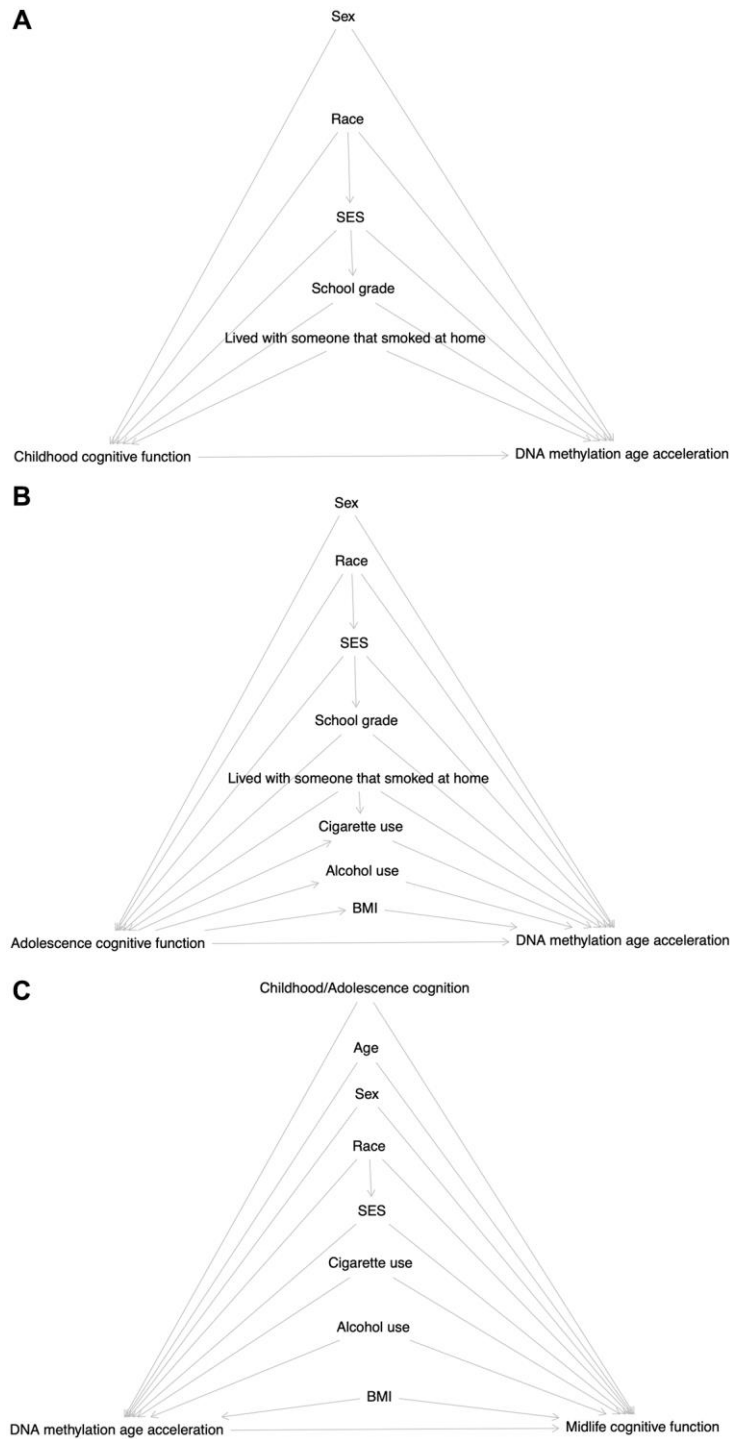 A
Sex
Race
SES
School grade
Lived with someone that smoked at home
Childhood cognitive function
DNA methylation age acceleration
B
Sex
Race
SES
School grade
Lived with someone that smoked at home
Cigarette use
Alcohol use
BMI
Adolescence cognitive function
DNA methylation age acceleration
C
Childhood/Adolescence cognition
Age
Sex
Race
SES
Cigarette use
Alcohol use
BMI
DNA methylation age acceleration
Midlife cognitive function